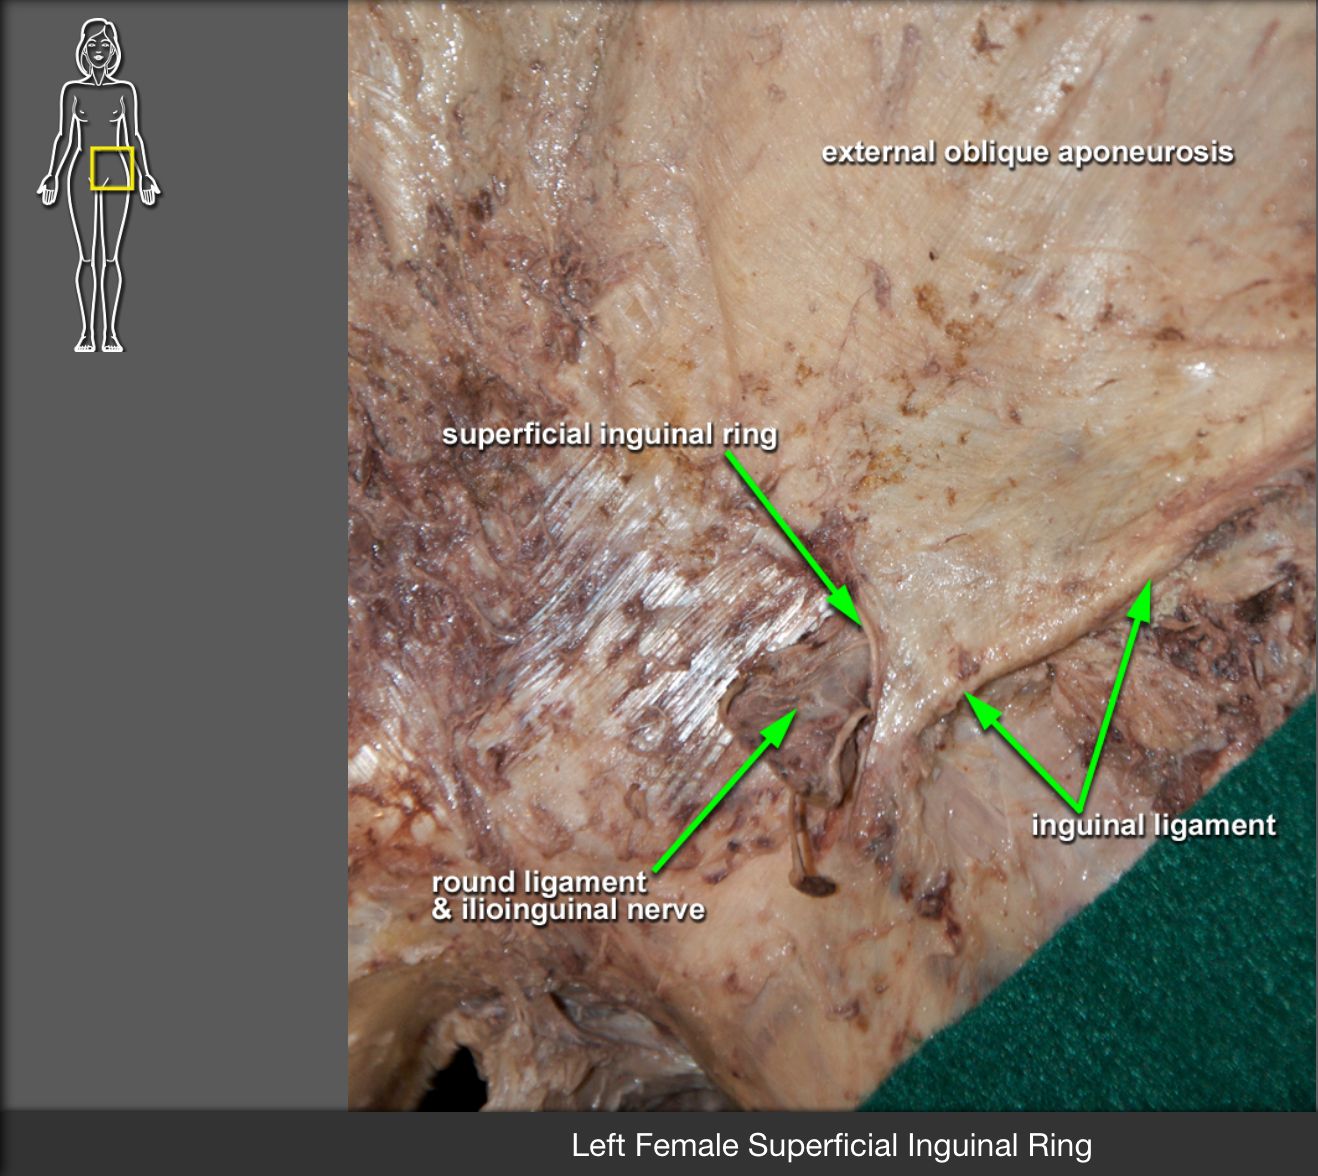 external oblique aponeurosis
superficial inguinal ring
inguinal ligament
round ligament
& ilioinguinal nerve
Left Female Superficial Inguinal Ring